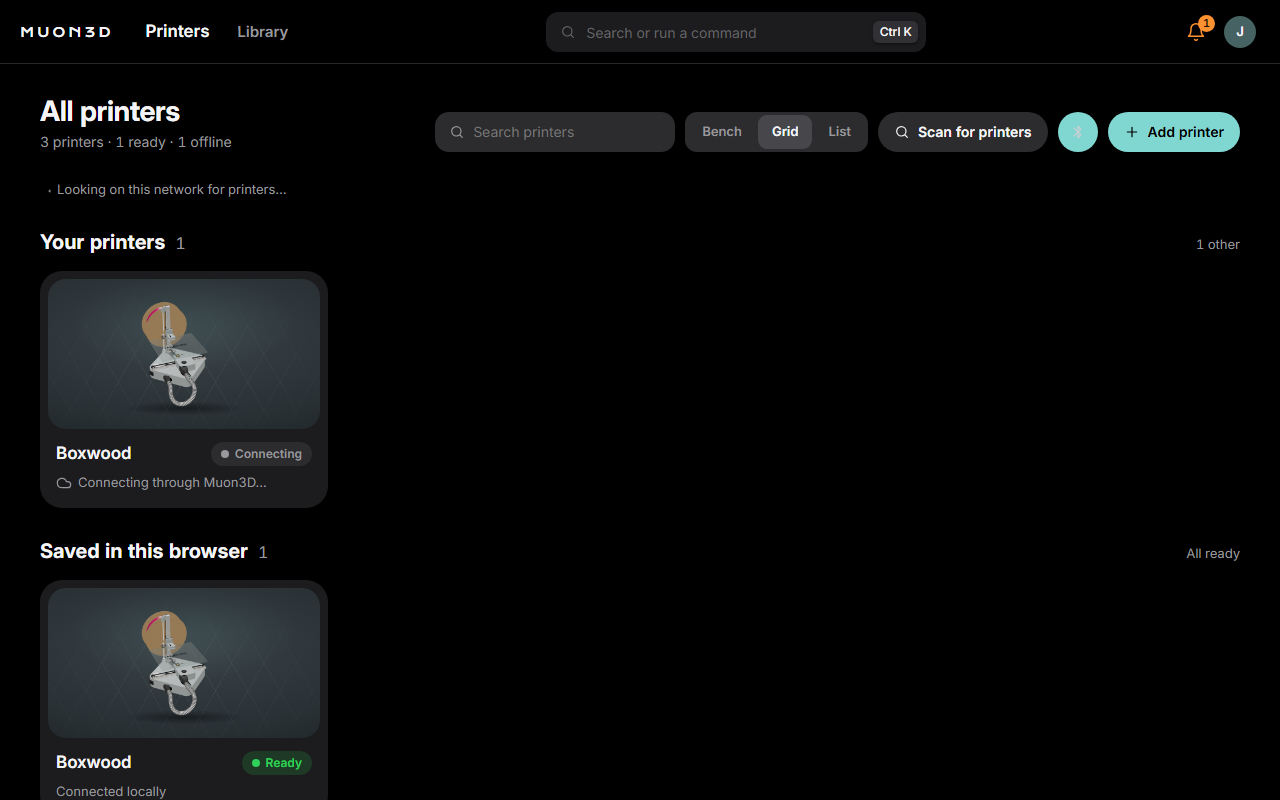 MUON3D
Printers
Library
Search or run a command
Ctrl K
1
J
All printers
3 printers · 1 ready · 1 offline
Search printers
Bench
Grid
List
Scan for printers
Add printer
Looking on this network for printers...
Your printers 1
1 other
Boxwood
Connecting
Connecting through Muon3D...
Saved in this browser 1
All ready
Boxwood
Ready
Connected locally